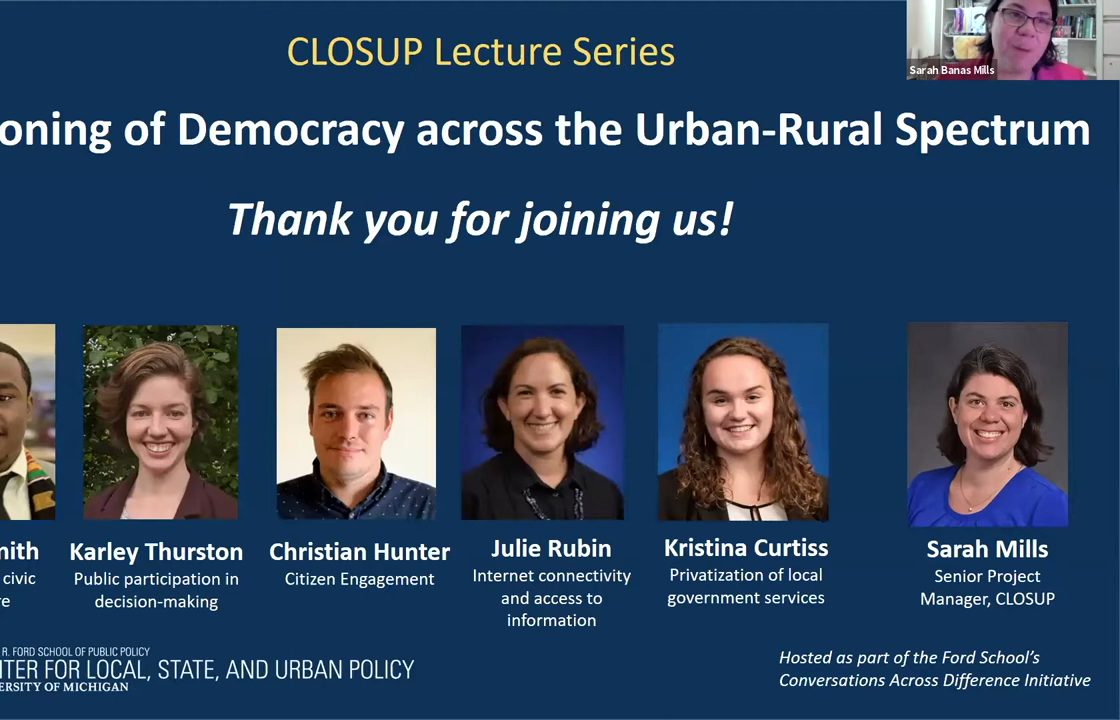 CLOSUP Lecture Series
Sarah Banas Mills
oning of Democracy across the Urban-Rural Spectrum
Thank you for joining us!
nith
civic
re
Karley Thurston
Public participation in
decision-making
Christian Hunter
Citizen Engagement
Julie Rubin
Internet connectivity
and access to
information
Kristina Curtiss
Privatization of local
government services
Sarah Mills
Senior Project
Manager, CLOSUP
R. FORD SCHOOL OF PUBLIC POLICY
TER FOR LOCAL, STATE, AND URBAN POLICY
ERSITY OF MICHIGAN
Hosted as part of the Ford School's
Conversations Across Difference Initiative